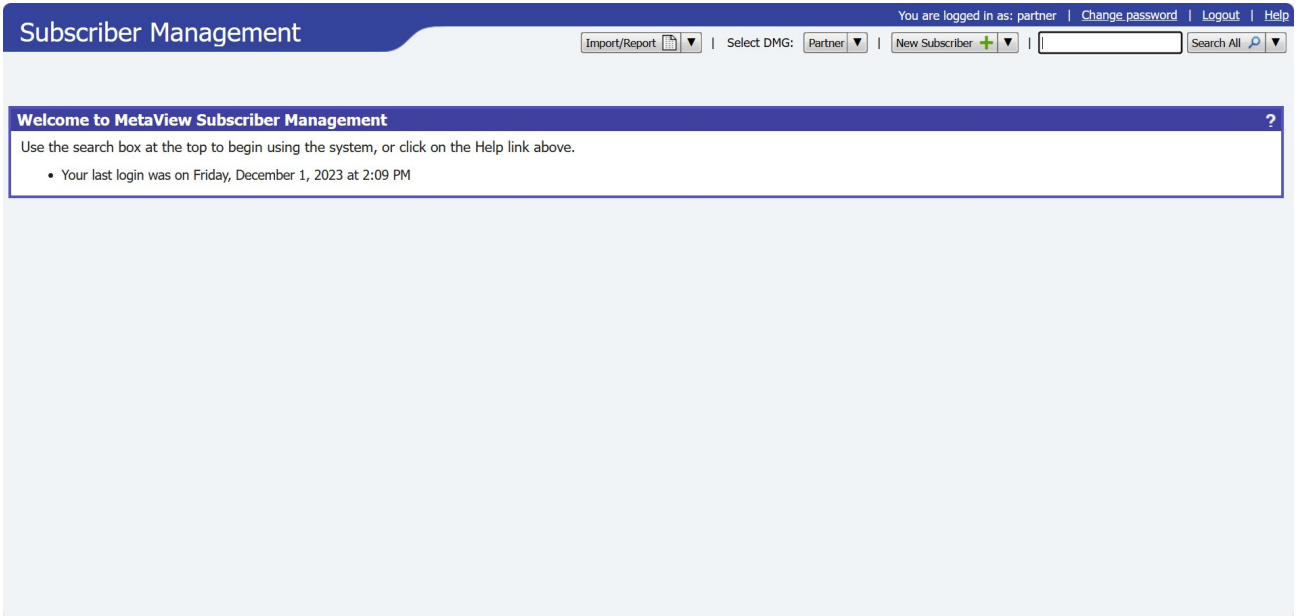 You are logged in as: partner | Change password | Logout | Help
Subscriber Management
Import/Report ▼ | Select DMG: Partner ▼ | New Subscriber ▼ | Search All ▼
Welcome to MetaView Subscriber Management ?
Use the search box at the top to begin using the system, or click on the Help link above.
• Your last login was on Friday, December 1, 2023 at 2:09 PM